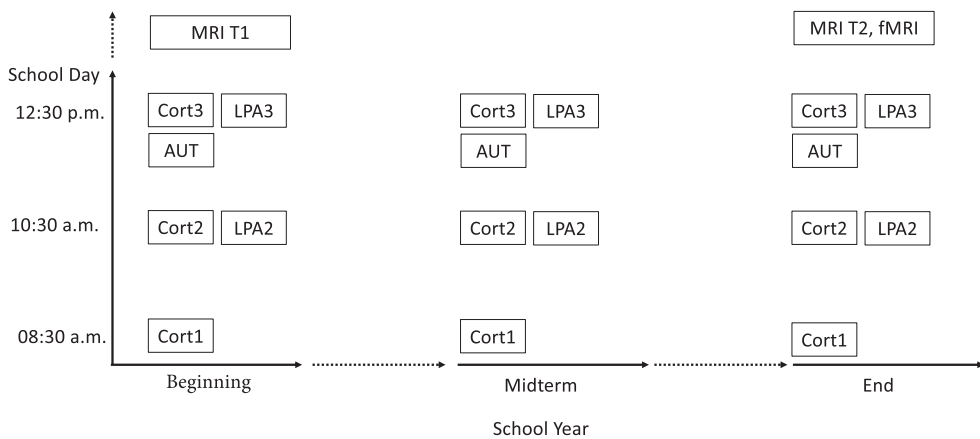 MRI T1 MRI T2, fMRI
School Day
12:30 p.m. Cort3 LPA3 Cort3 LPA3 Cort3 LPA3
AUT AUT AUT
10:30 a.m. Cort2 LPA2 Cort2 LPA2 Cort2 LPA2
08:30 a.m. Cort1 Cort1 Cort1
Beginning Midterm End
School Year